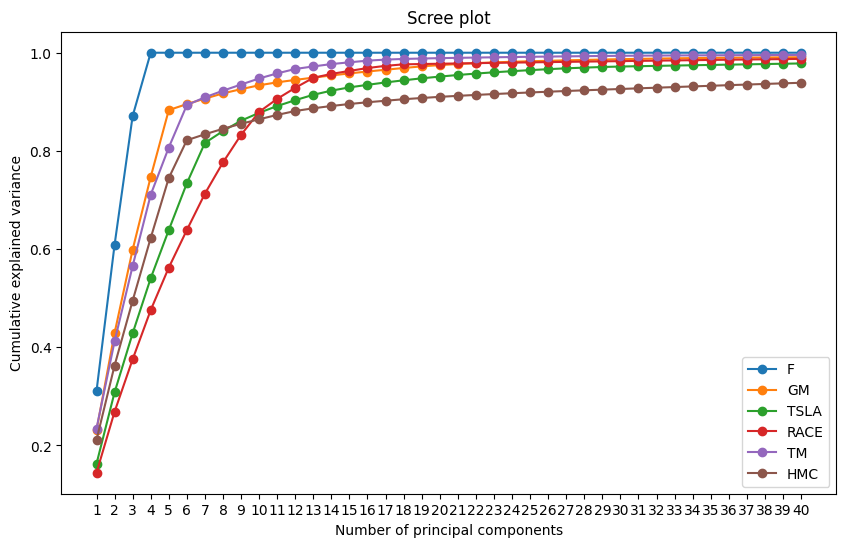 Scree plot
Cumulative explained variance
1.0
0.8
0.6
0.4
0.2
F
GM
TSLA
RACE
TM
HMC
1 2 3 4 5 6 7 8 9 10 11 12 13 14 15 16 17 18 19 20 21 22 23 24 25 26 27 28 29 30 31 32 33 34 35 36 37 38 39 40
Number of principal components